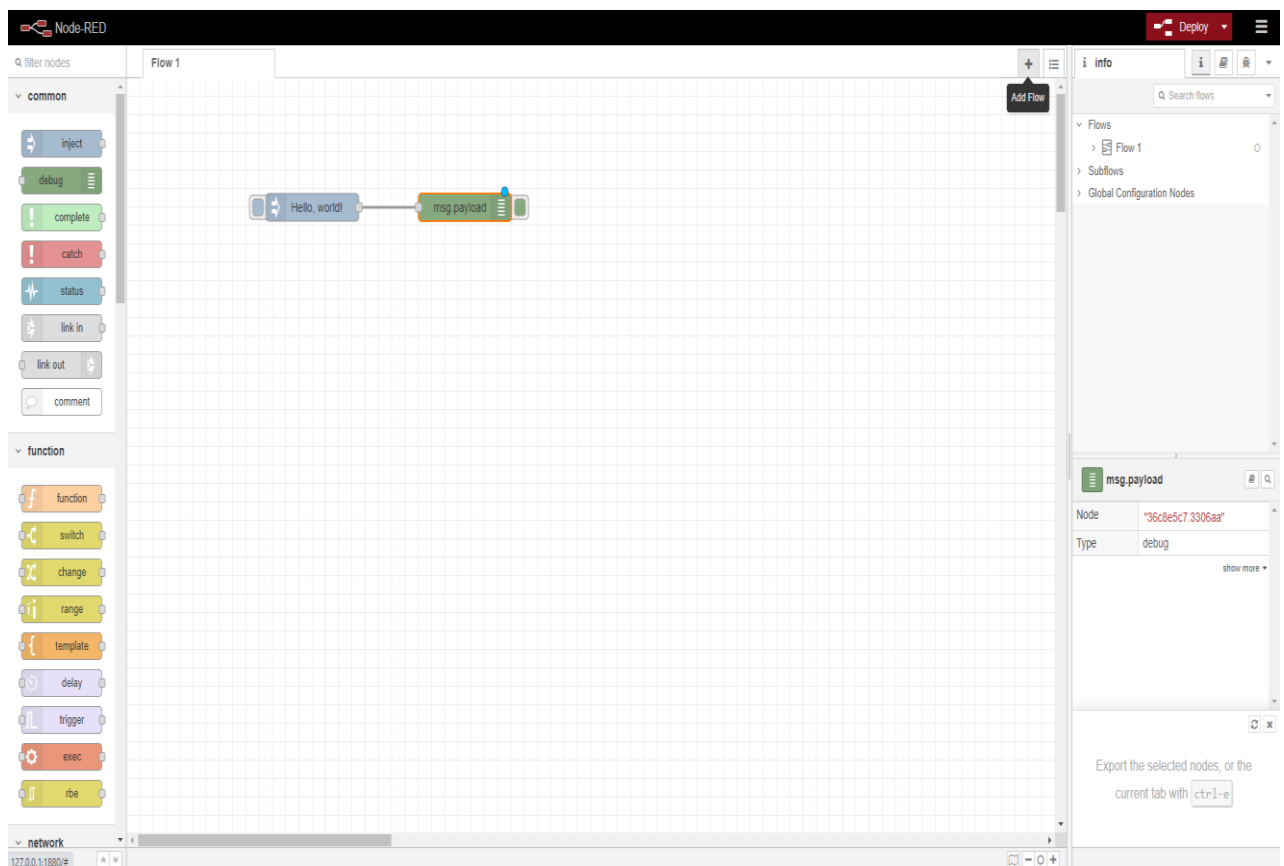 Node-RED
Deploy
filter nodes
Flow 1
Add Flow
i info
i
Search flows
common
inject
debug
complete
catch
status
link in
link out
comment
function
function
switch
change
range
template
delay
trigger
exec
rbe
network
127.0.0.1:1880/#
Hello, world!
msg.payload
Flows
Flow 1
Subflows
Global Configuration Nodes
msg.payload
Node "36c8e5c7.3306aa"
Type debug
show more
Export the selected nodes, or the
current tab with ctrl-e